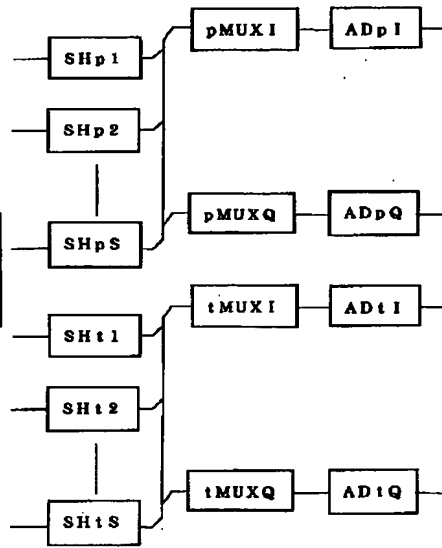 pMUXI
ADpI
SHp1
SHp2
pMUXQ
ADpQ
SHpS
tMUXI
ADtI
SHt1
SHt2
tMUXQ
ADtQ
SHtS